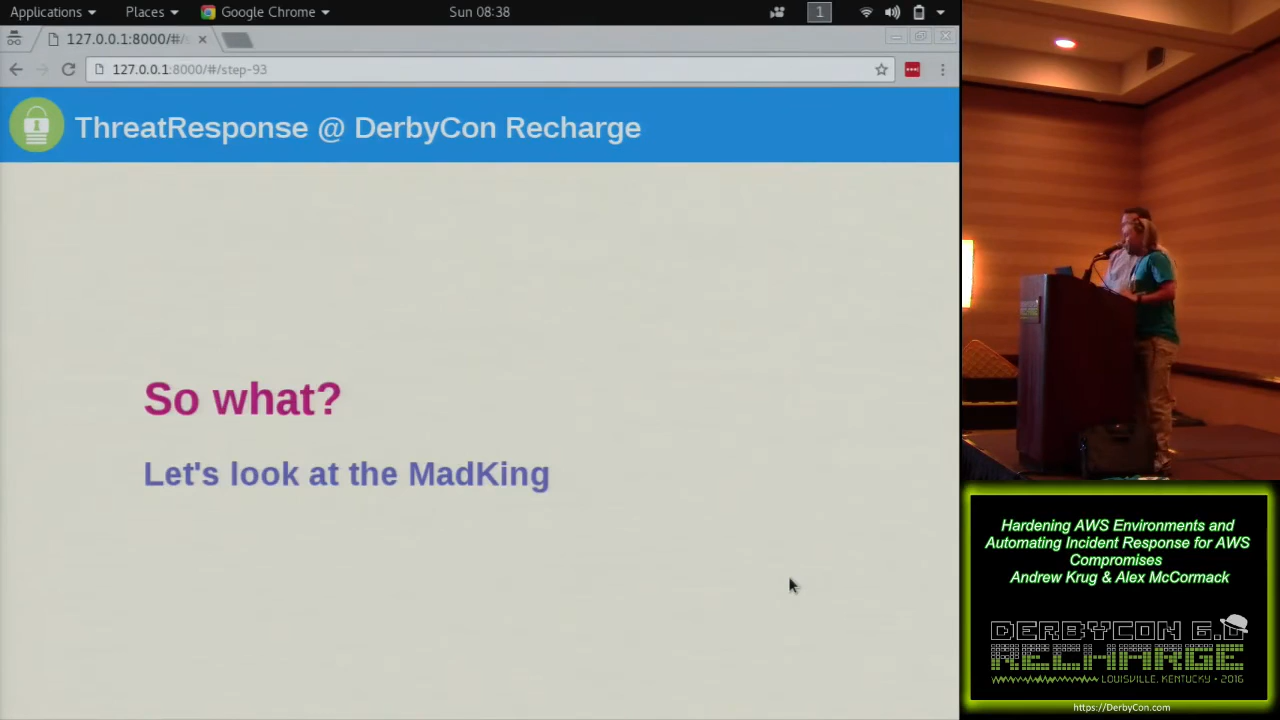 Applications
Places
Google Chrome
Sun 08:38
1
127.0.0.1:8000/#/s
127.0.0.1:8000/#/step-93
ThreatResponse @ DerbyCon Recharge
So what?
Let's look at the MadKing
Hardening AWS Environments and
Automating Incident Response for AWS
Compromises
Andrew Krug & Alex McCormack
DERBYCON 6.0
RECHARGE
LOUISVILLE, KENTUCKY • 2016
https://DerbyCon.com